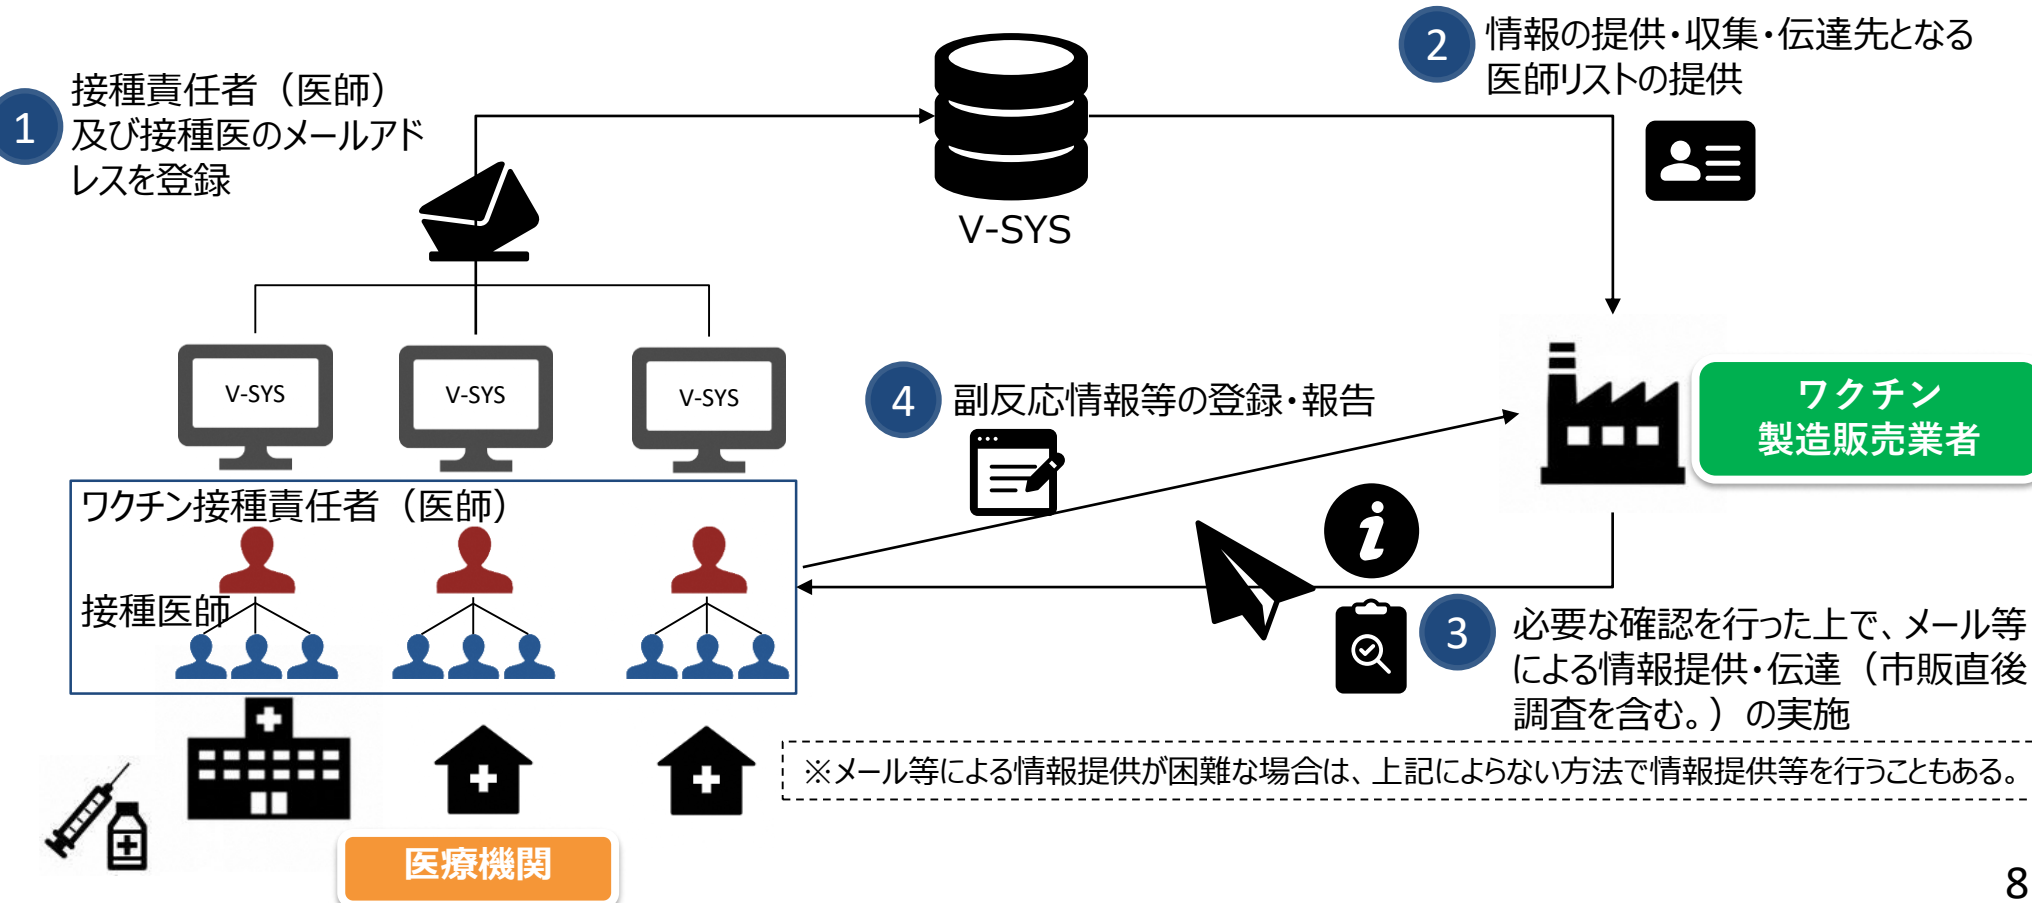 1
接種責任者（医師）
及び接種医のメールアド
レスを登録
V-SYS
2
情報の提供・収集・伝達先となる
医師リストの提供
V-SYS
V-SYS
V-SYS
4
副反応情報等の登録・報告
ワクチン
製造販売業者
ワクチン接種責任者（医師）
接種医師
3
必要な確認を行った上で、メール等
による情報提供・伝達（市販直後
調査を含む。）の実施
※メール等による情報提供が困難な場合は、上記によらない方法で情報提供等を行うこともある。
医療機関
8